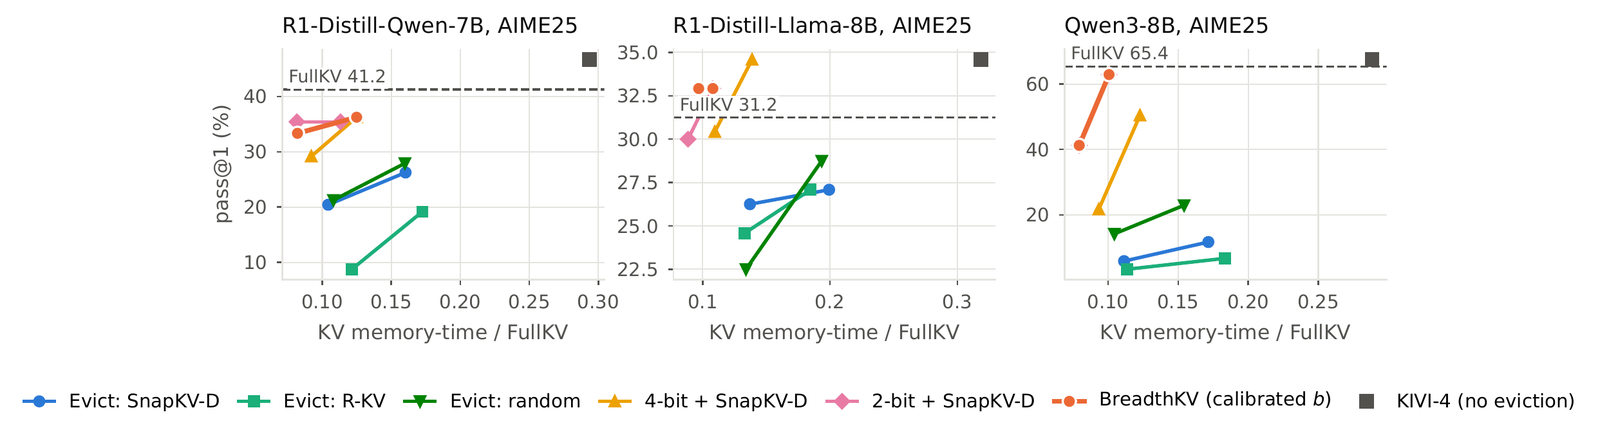 R1-Distill-Qwen-7B, AIME25
R1-Distill-Llama-8B, AIME25
Qwen3-8B, AIME25
pass@1 (%)
40
30
20
10
FullKV 41.2
0.10
0.15
0.20
0.25
0.30
KV memory-time / FullKV
35.0
32.5
30.0
27.5
25.0
22.5
FullKV 31.2
0.1
0.2
0.3
KV memory-time / FullKV
60
40
20
FullKV 65.4
0.10
0.15
0.20
0.25
KV memory-time / FullKV
Evict: SnapKV-D
Evict: R-KV
Evict: random
4-bit + SnapKV-D
2-bit + SnapKV-D
BreadthKV (calibrated b)
KIVI-4 (no eviction)